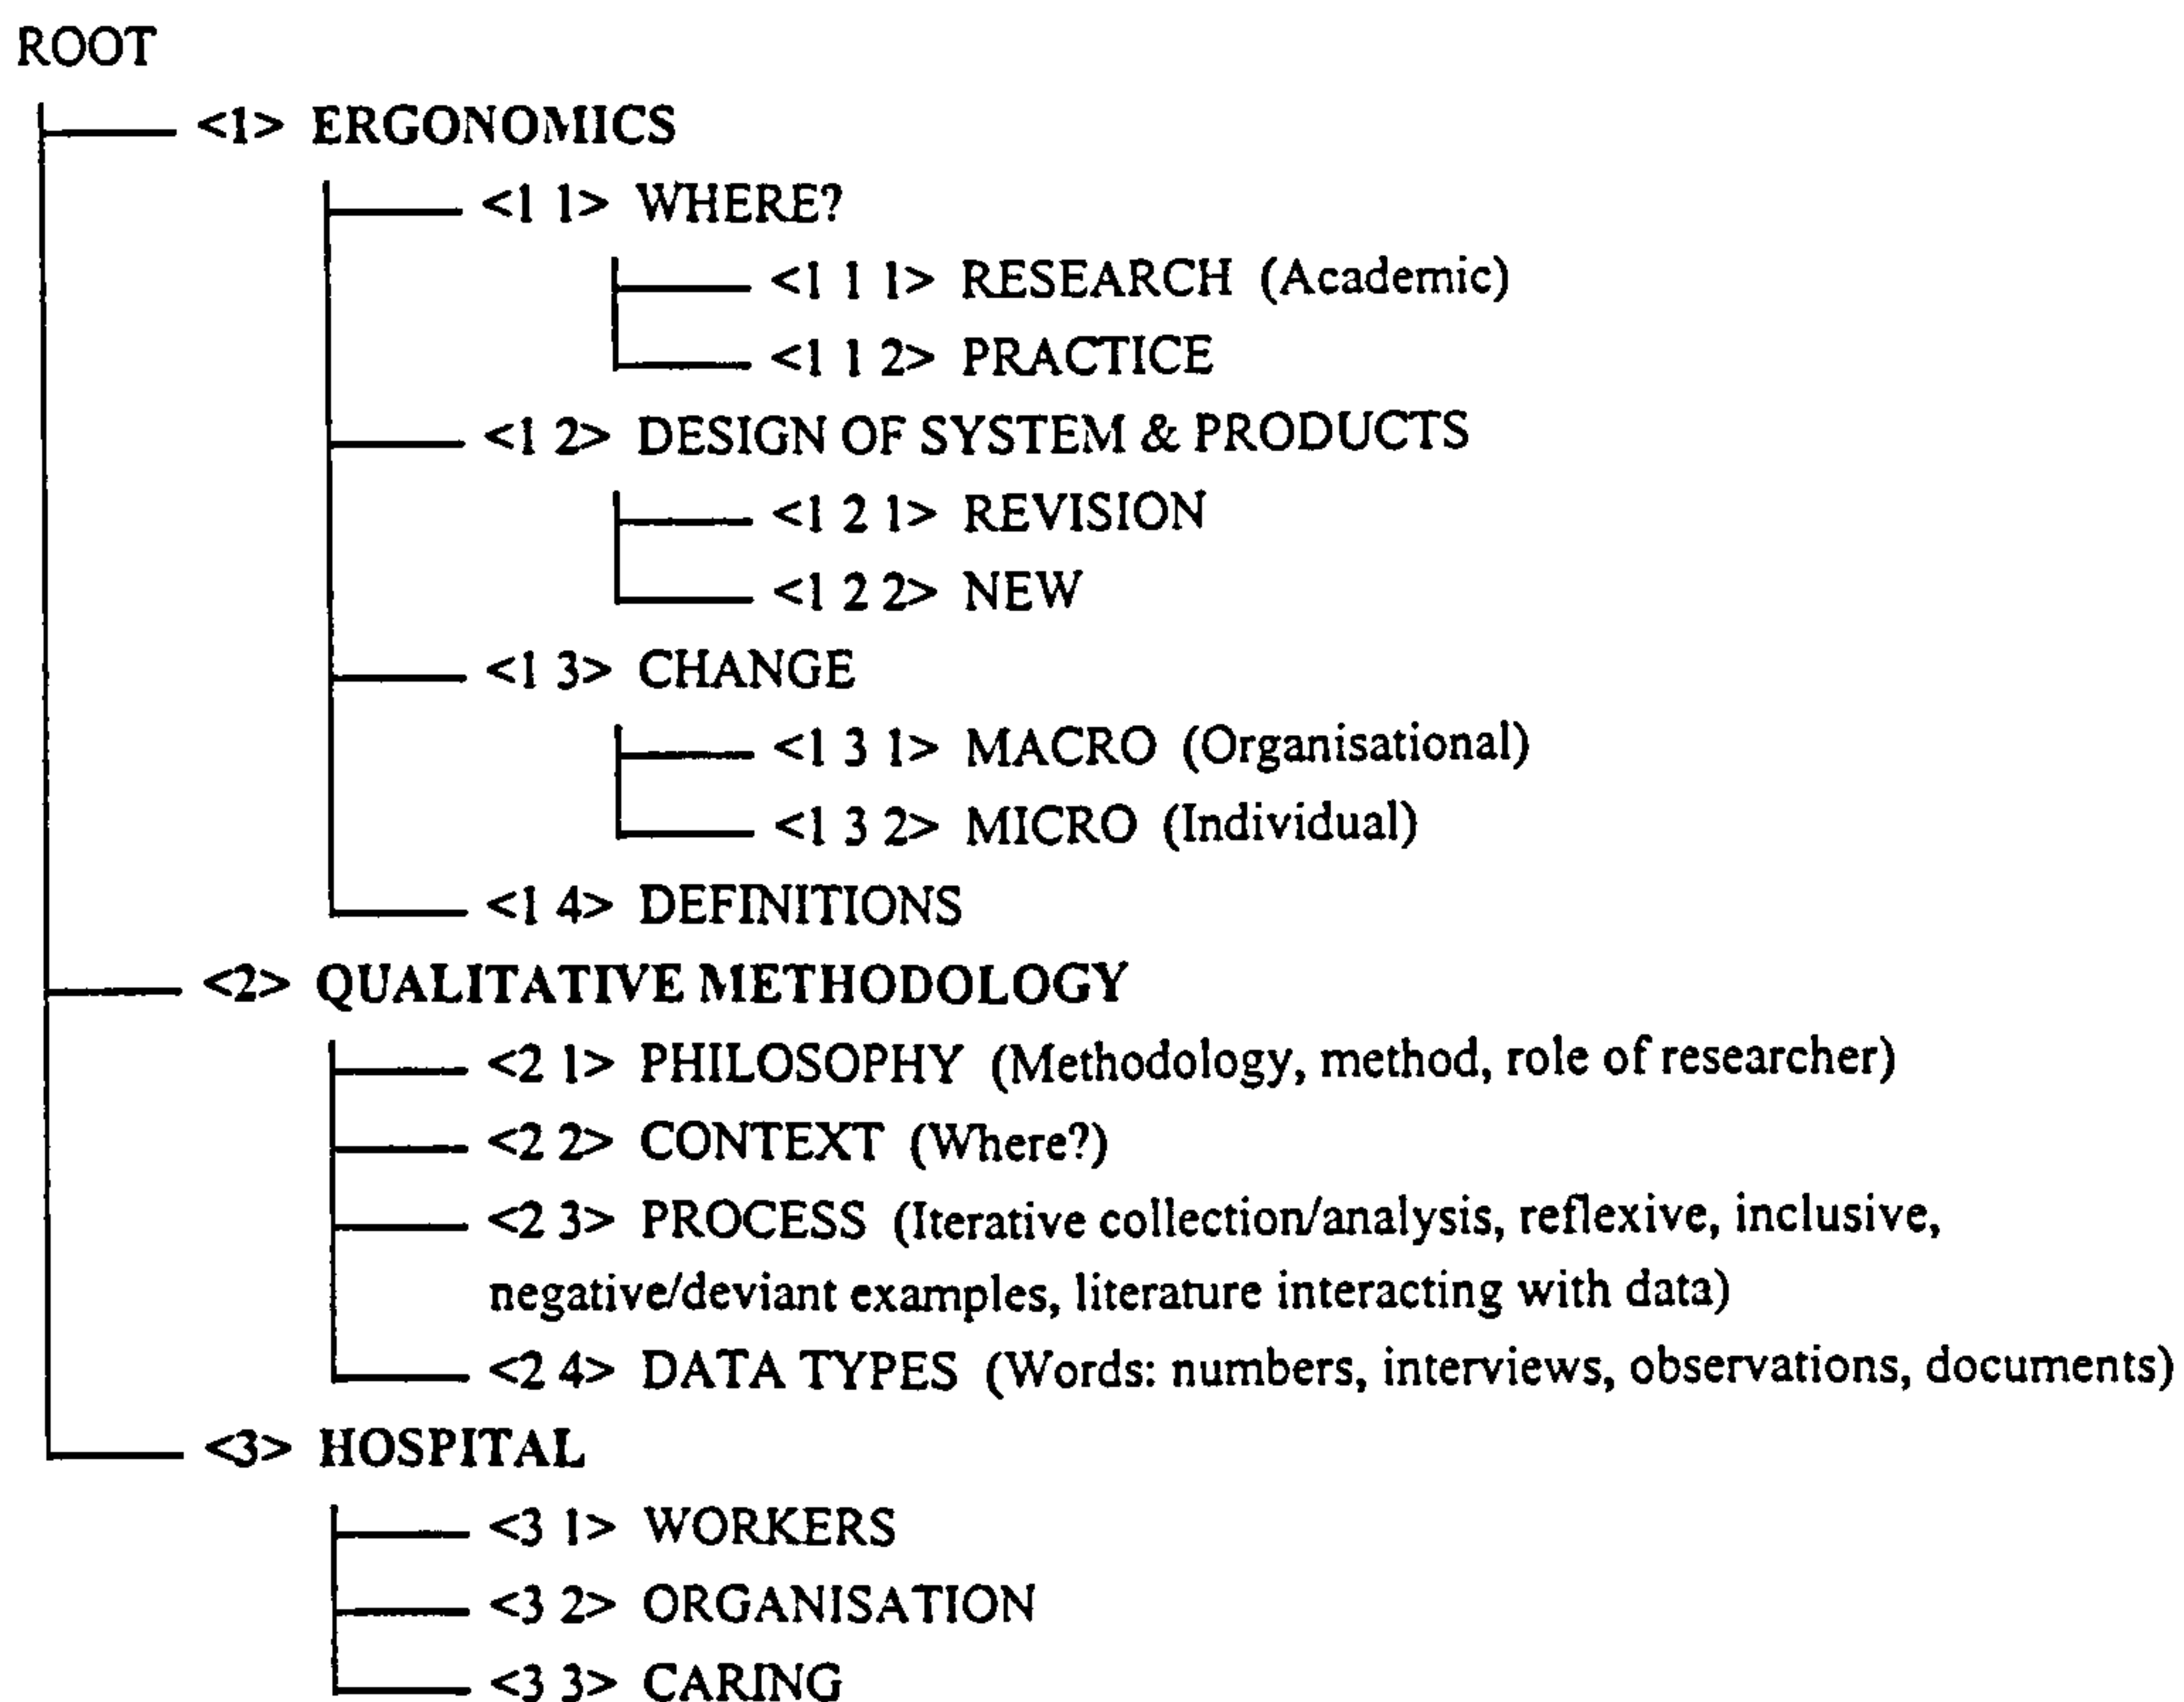 ROOT
<1> ERGONOMICS
<1 1> WHERE?
<1 1 1> RESEARCH (Academic)
<1 1 2> PRACTICE
<1 2> DESIGN OF SYSTEM & PRODUCTS
<1 2 1> REVISION
<1 2 2> NEW
<1 3> CHANGE
<1 3 1> MACRO (Organisational)
<1 3 2> MICRO (Individual)
<1 4> DEFINITIONS
<2> QUALITATIVE METHODOLOGY
<2 1> PHILOSOPHY (Methodology, method, role of researcher)
<2 2> CONTEXT (Where?)
<2 3> PROCESS (Iterative collection/analysis, reflexive, inclusive,
negative/deviant examples, literature interacting with data)
<2 4> DATA TYPES (Words: numbers, interviews, observations, documents)
<3> HOSPITAL
<3 1> WORKERS
<3 2> ORGANISATION
<3 3> CARING